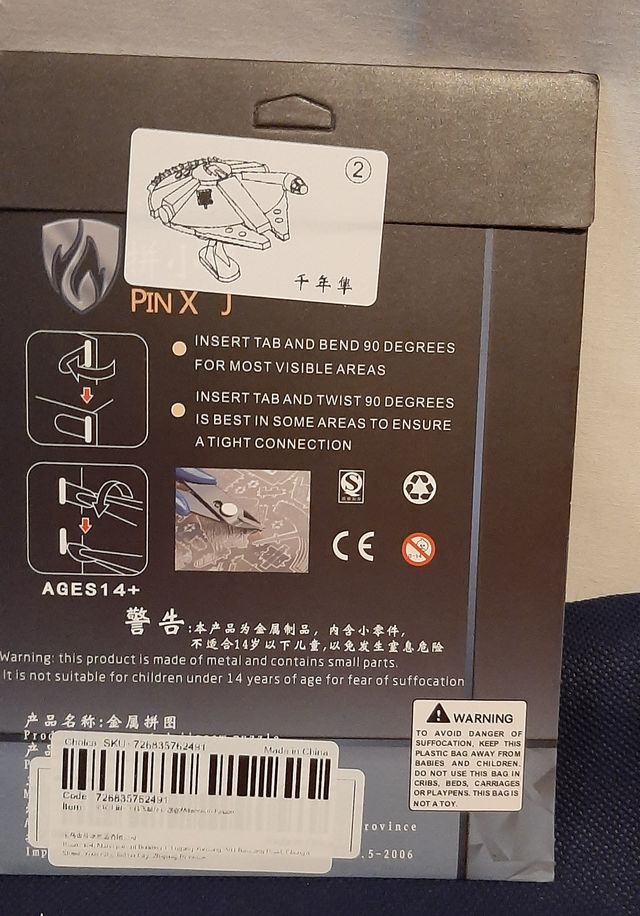 ②
千年隼
PIN X J
INSERT TAB AND BEND 90 DEGREES
FOR MOST VISIBLE AREAS
INSERT TAB AND TWIST 90 DEGREES
IS BEST IN SOME AREAS TO ENSURE
A TIGHT CONNECTION
CE
AGES14+
警告:本产品为金属制品，内含小零件，
不适合14岁以下儿童,以免发生窒息危险
Warning: this product is made of metal and contains small parts.
It is not suitable for children under 14 years of age for fear of suffocation
WARNING
TO AVOID DANGER OF
SUFFOCATION, KEEP THIS
PLASTIC BAG AWAY FROM
BABIES AND CHILDREN.
DO NOT USE THIS BAG IN
CRIBS, BEDS, CARRIAGES
OR PLAYPENS. THIS BAG IS
NOT A TOY.
产品名称:金属拼图
Choice SKU: 726835762491 Made in China
Code: 726835762491
Item:
rovince
.5-2006